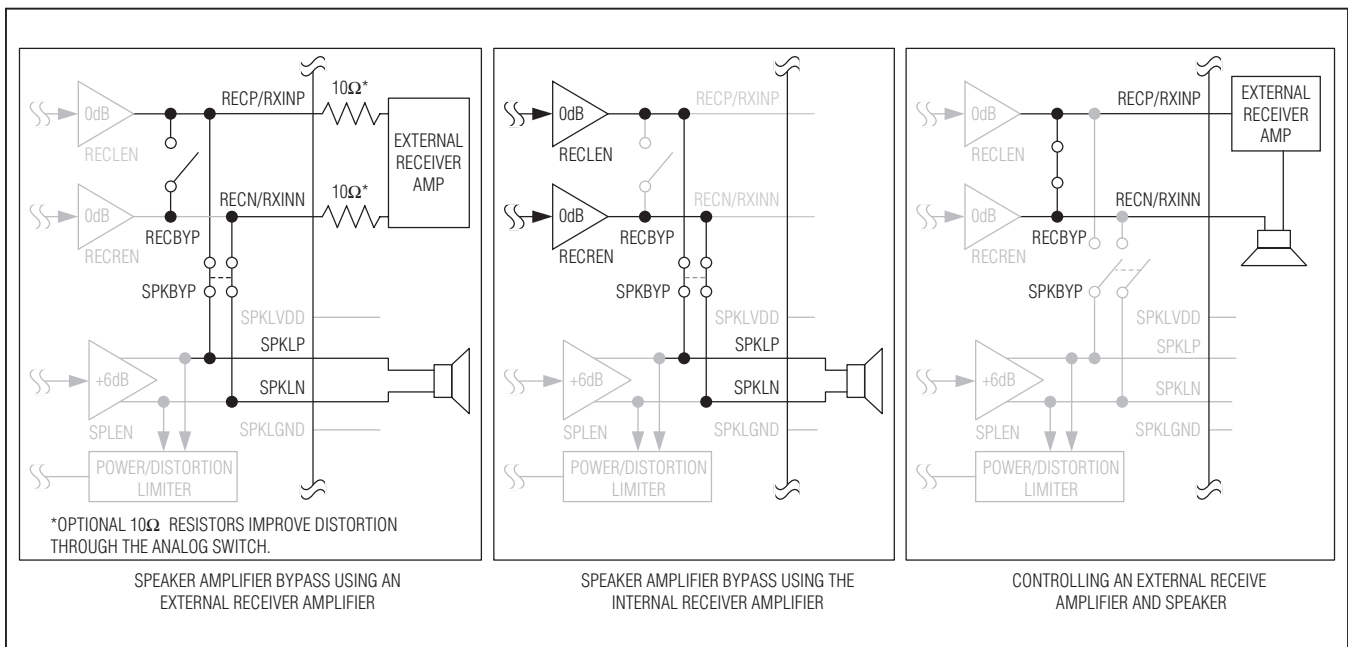 0dB
RECLEN
0dB
RECREN
RECBYP
SPKBYP
RECP/RXINP
10Ω*
RECN/RXINN
10Ω*
EXTERNAL
RECEIVER
AMP
SPKLVDD
SPKLP
SPKLN
SPKLGND
+6dB
SPLEN
POWER/DISTORTION
LIMITER
*OPTIONAL 10Ω RESISTORS IMPROVE DISTORTION
THROUGH THE ANALOG SWITCH.
SPEAKER AMPLIFIER BYPASS USING AN
EXTERNAL RECEIVER AMPLIFIER
0dB
RECLEN
0dB
RECREN
RECBYP
SPKBYP
RECP/RXINP
RECN/RXINN
SPKLVDD
SPKLP
SPKLN
SPKLGND
+6dB
SPLEN
POWER/DISTORTION
LIMITER
SPEAKER AMPLIFIER BYPASS USING THE
INTERNAL RECEIVER AMPLIFIER
0dB
RECLEN
0dB
RECREN
RECBYP
SPKBYP
RECP/RXINP
RECN/RXINN
EXTERNAL
RECEIVER
AMP
SPKLVDD
SPKLP
SPKLN
SPKLGND
+6dB
SPLEN
POWER/DISTORTION
LIMITER
CONTROLLING AN EXTERNAL RECEIVE
AMPLIFIER AND SPEAKER